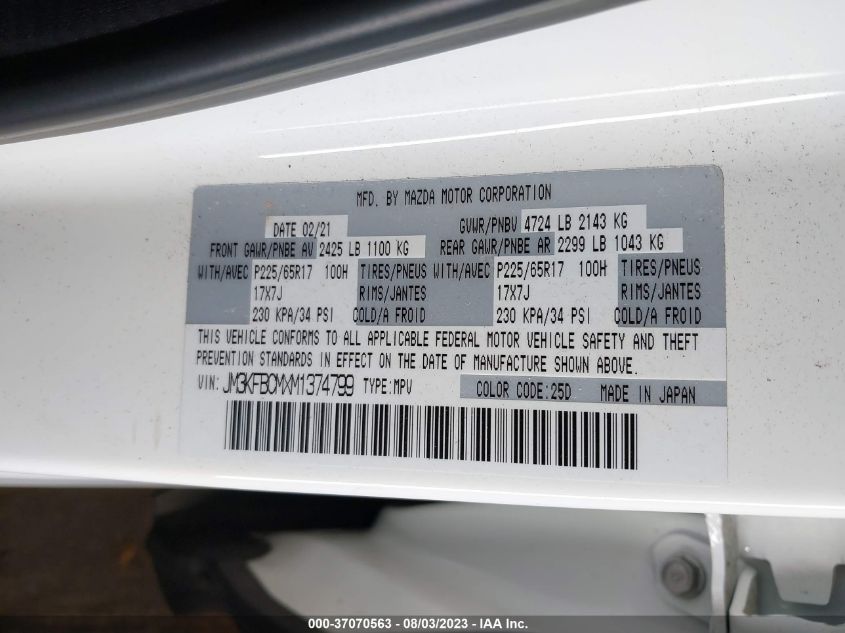 MFD. BY MAZDA MOTOR CORPORATION
DATE 02/21 GVWR/PNBV 4724 LB 2143 KG
FRONT GAWR/PNBE AV 2425 LB 1100 KG REAR GAWR/PNBE AR 2299 LB 1043 KG
WITH/AVEC P225/65R17 100H TIRES/PNEUS WITH/AVEC P225/65R17 100H TIRES/PNEUS
17X7J RIMS/JANTES 17X7J RIMS/JANTES
230 KPA/34 PSI COLD/A FROID 230 KPA/34 PSI COLD/A FROID
THIS VEHICLE CONFORMS TO ALL APPLICABLE FEDERAL MOTOR VEHICLE SAFETY AND THEFT
PREVENTION STANDARDS IN EFFECT ON THE DATE OF MANUFACTURE SHOWN ABOVE.
VIN: JM3KFBCMXM1374799 TYPE:MPV COLOR CODE:25D MADE IN JAPAN
000-37070563 - 08/03/2023 - IAA Inc.